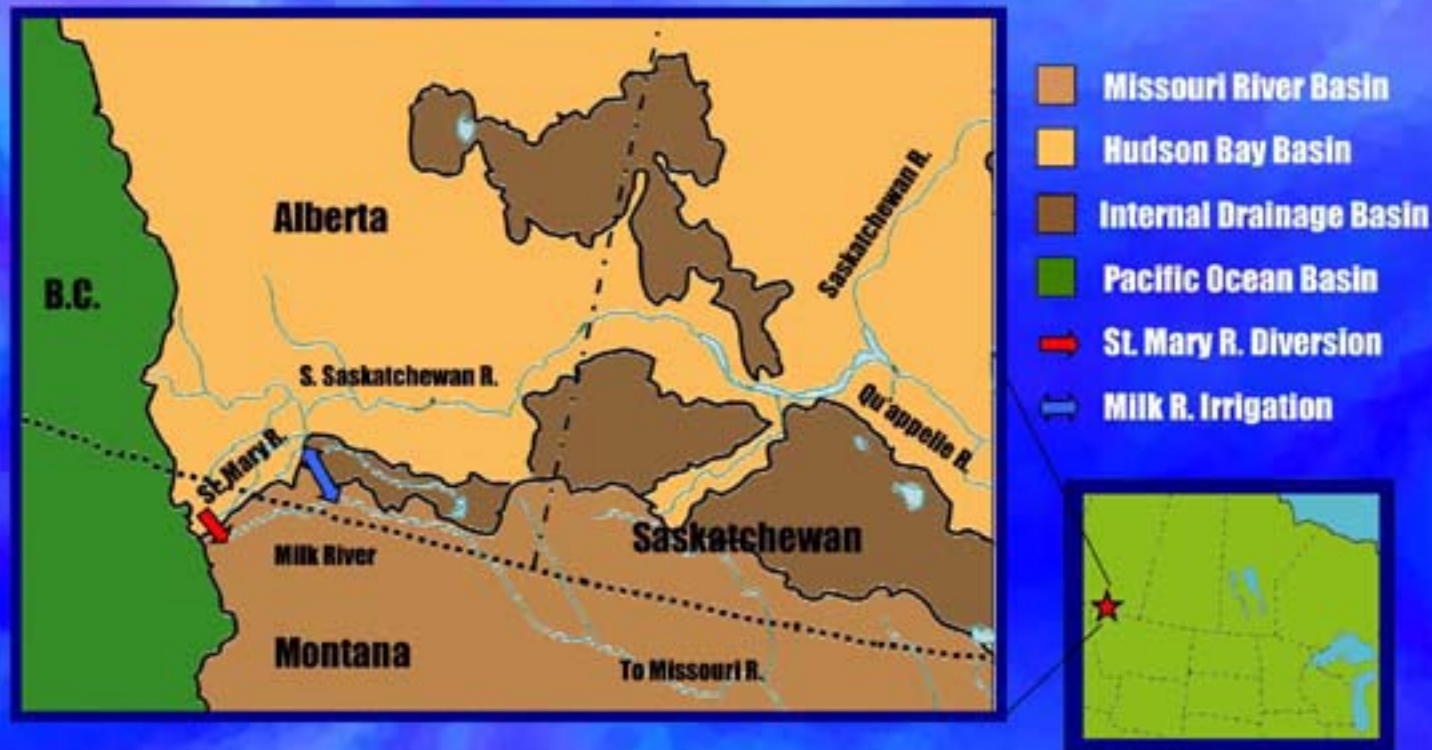 Alberta
B.C.
Saskatchewan R.
S. Saskatchewan R.
Qu'appelle R.
St. Mary R.
Saskatchewan
Milk River
Montana
To Missouri R.
Missouri River Basin
Hudson Bay Basin
Internal Drainage Basin
Pacific Ocean Basin
St. Mary R. Diversion
Milk R. Irrigation